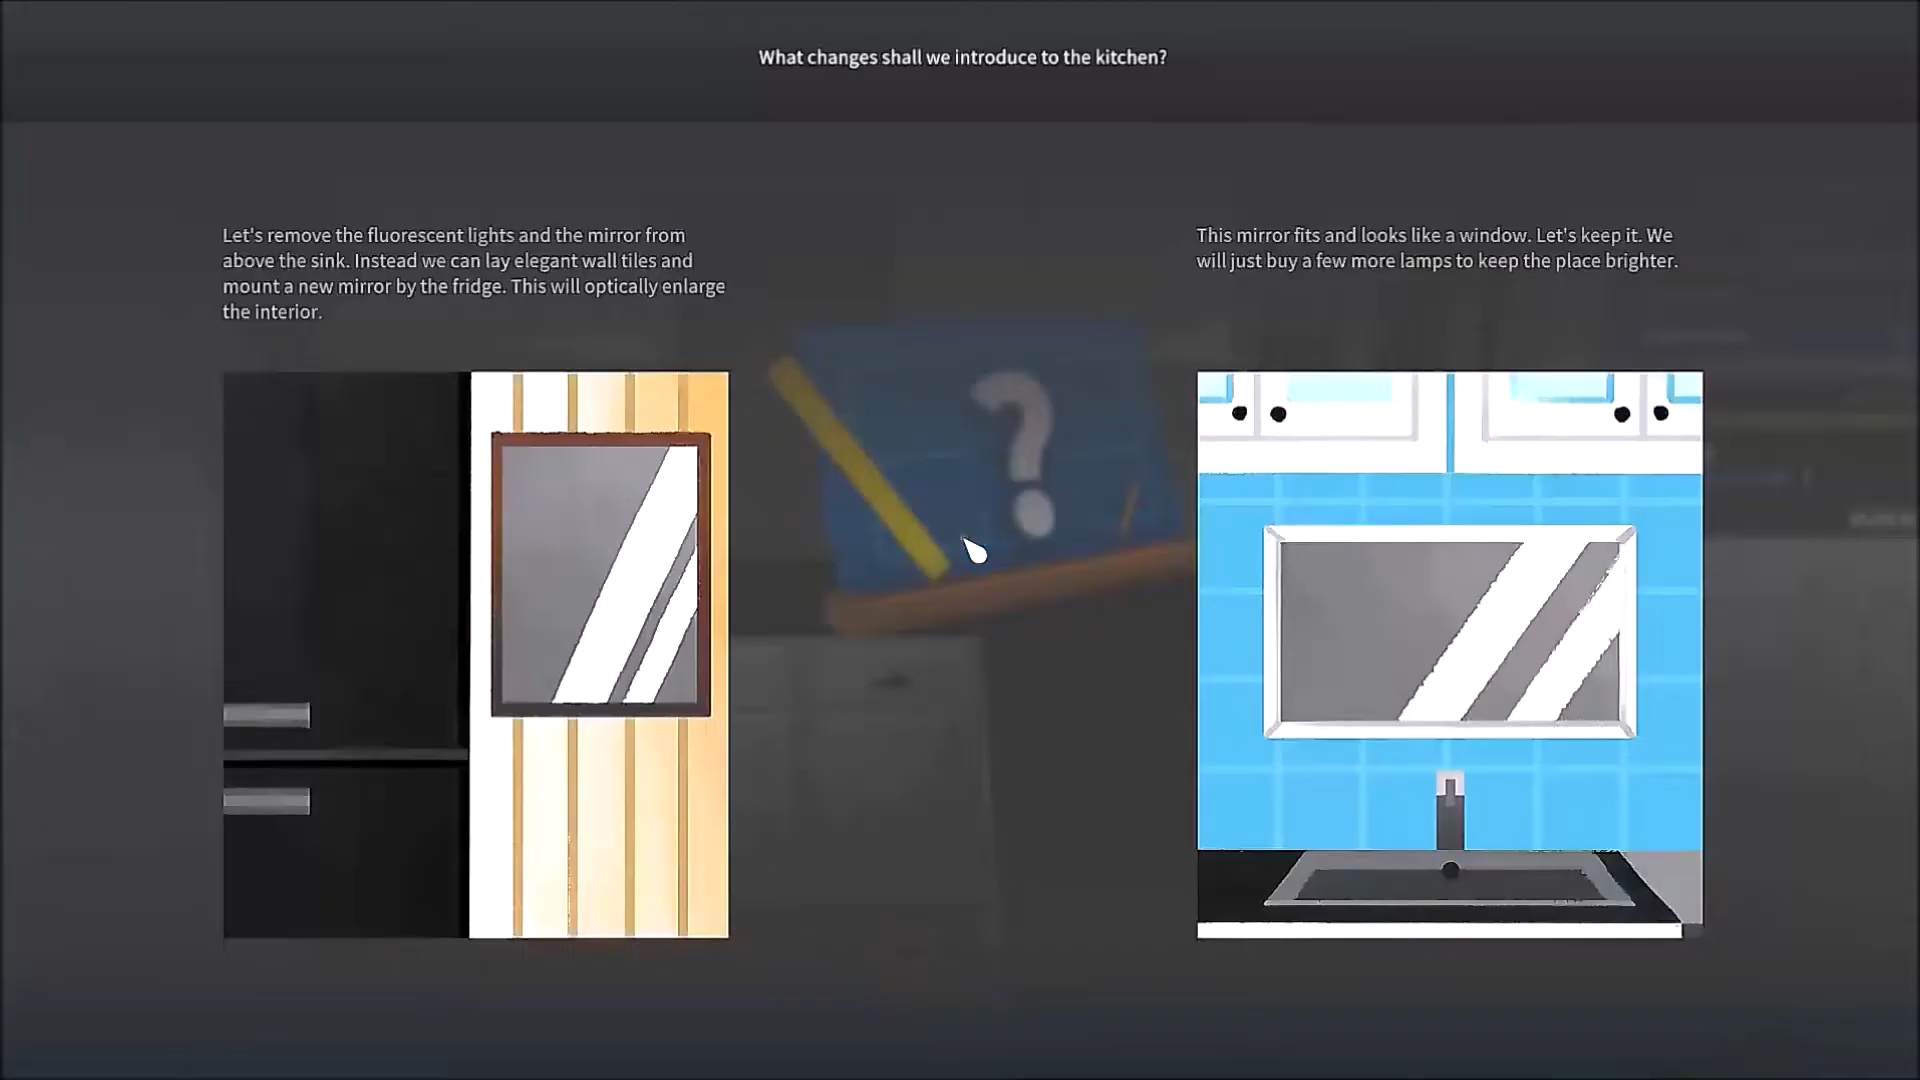 What changes shall we introduce to the kitchen?
Let's remove the fluorescent lights and the mirror from
above the sink. Instead we can lay elegant wall tiles and
mount a new mirror by the fridge. This will optically enlarge
the interior.
This mirror fits and looks like a window. Let's keep it. We
will just buy a few more lamps to keep the place brighter.
?